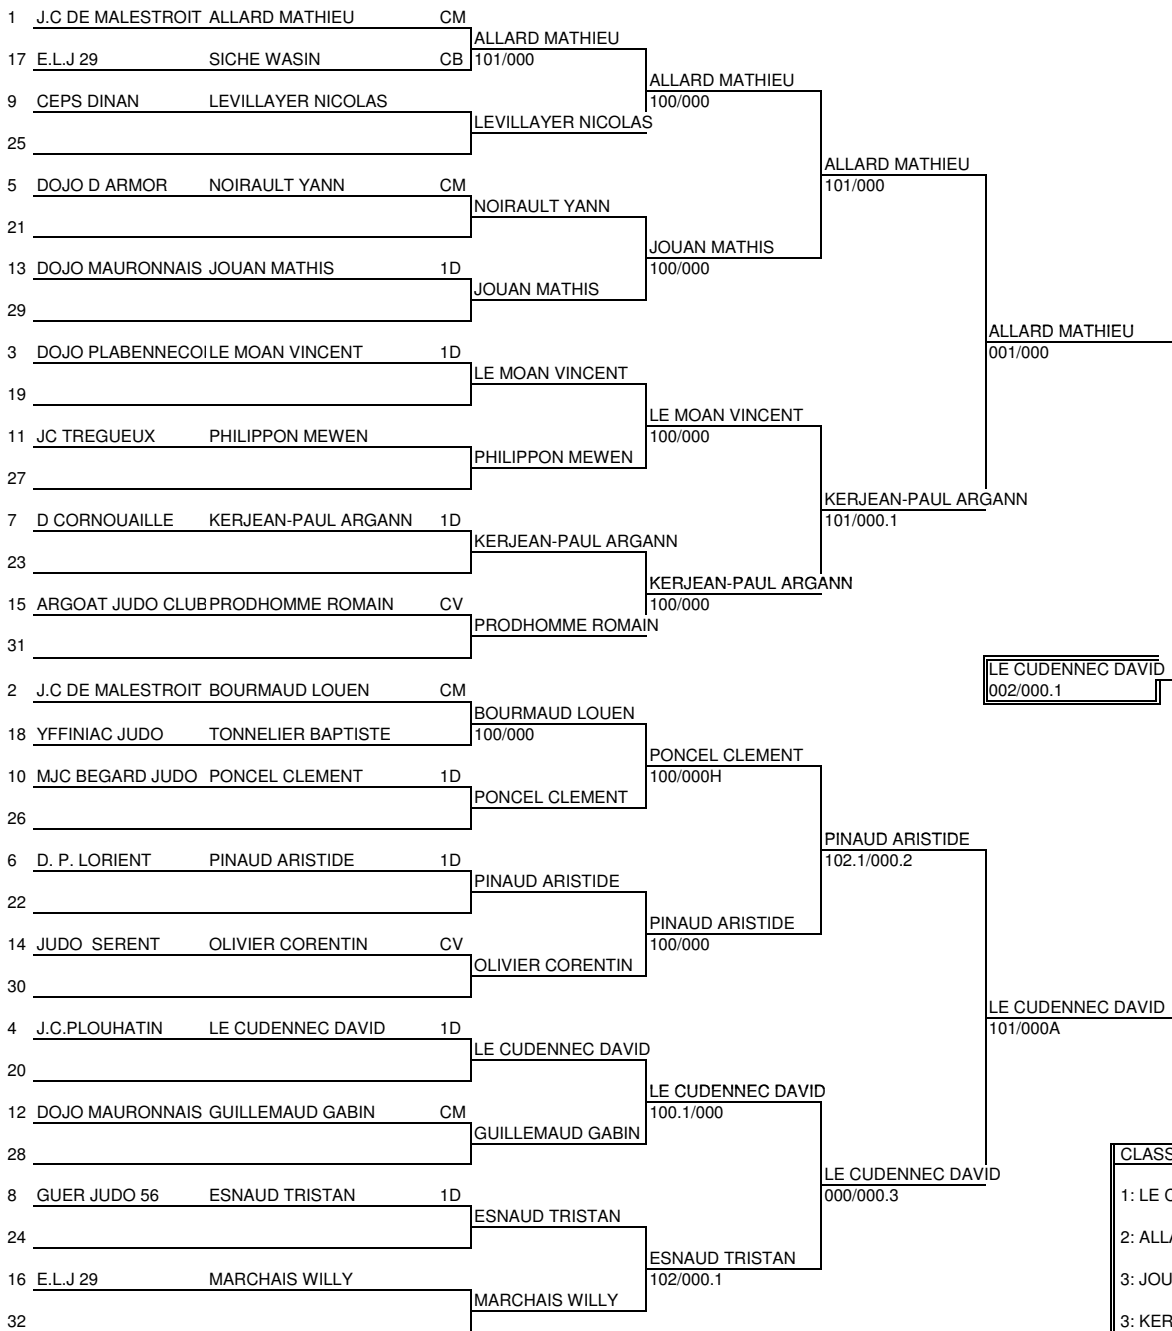 1 J.C DE MALESTROIT ALLARD MATHIEU CM
ALLARD MATHIEU
17 E.L.J 29 SICHE WASIN CB 101/000
ALLARD MATHIEU
9 CEPS DINAN LEVILLAYER NICOLAS 100/000
LEVILLAYER NICOLAS
25
ALLARD MATHIEU
5 DOJO D ARMOR NOIRAULT YANN CM 101/000
NOIRAULT YANN
21
JOUAN MATHIS
13 DOJO MAURONNAIS JOUAN MATHIS 1D 100/000
JOUAN MATHIS
29
ALLARD MATHIEU
3 DOJO PLABENNECOI LE MOAN VINCENT 1D 001/000
LE MOAN VINCENT
19
LE MOAN VINCENT
11 JC TREGUEUX PHILIPPON MEWEN 100/000
PHILIPPON MEWEN
27
KERJEAN-PAUL ARGANN
7 D CORNOUAILLE KERJEAN-PAUL ARGANN 1D 101/000.1
KERJEAN-PAUL ARGANN
23
KERJEAN-PAUL ARGANN
15 ARGOAT JUDO CLUB PRODHOMME ROMAIN CV 100/000
PRODHOMME ROMAIN
31
LE CUDENNEC DAVID
2 J.C DE MALESTROIT BOURMAUD LOUEN CM 002/000.1
BOURMAUD LOUEN
18 YFFINIAC JUDO TONNELIER BAPTISTE 100/000
PONCEL CLEMENT
10 MJC BEGARD JUDO PONCEL CLEMENT 1D 100/000H
PONCEL CLEMENT
26
PINAUD ARISTIDE
6 D. P. LORIENT PINAUD ARISTIDE 1D 102.1/000.2
PINAUD ARISTIDE
22
PINAUD ARISTIDE
14 JUDO SERENT OLIVIER CORENTIN CV 100/000
OLIVIER CORENTIN
30
LE CUDENNEC DAVID
4 J.C.PLOUHATIN LE CUDENNEC DAVID 1D 101/000A
LE CUDENNEC DAVID
20
LE CUDENNEC DAVID
12 DOJO MAURONNAIS GUILLEMAUD GABIN CM 100.1/000
GUILLEMAUD GABIN
28 CLASS
LE CUDENNEC DAVID
8 GUER JUDO 56 ESNAUD TRISTAN 1D 000/000.3 1: LE C
ESNAUD TRISTAN
24 2: ALLA
ESNAUD TRISTAN
16 E.L.J 29 MARCHAIS WILLY 102/000.1 3: JOU
MARCHAIS WILLY
32 3: KER